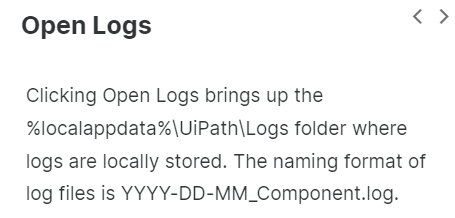 Open Logs
Clicking Open Logs brings up the
%localappdata%\UiPath\Logs folder where
logs are locally stored. The naming format of
log files is YYYY-DD-MM_Component.log.